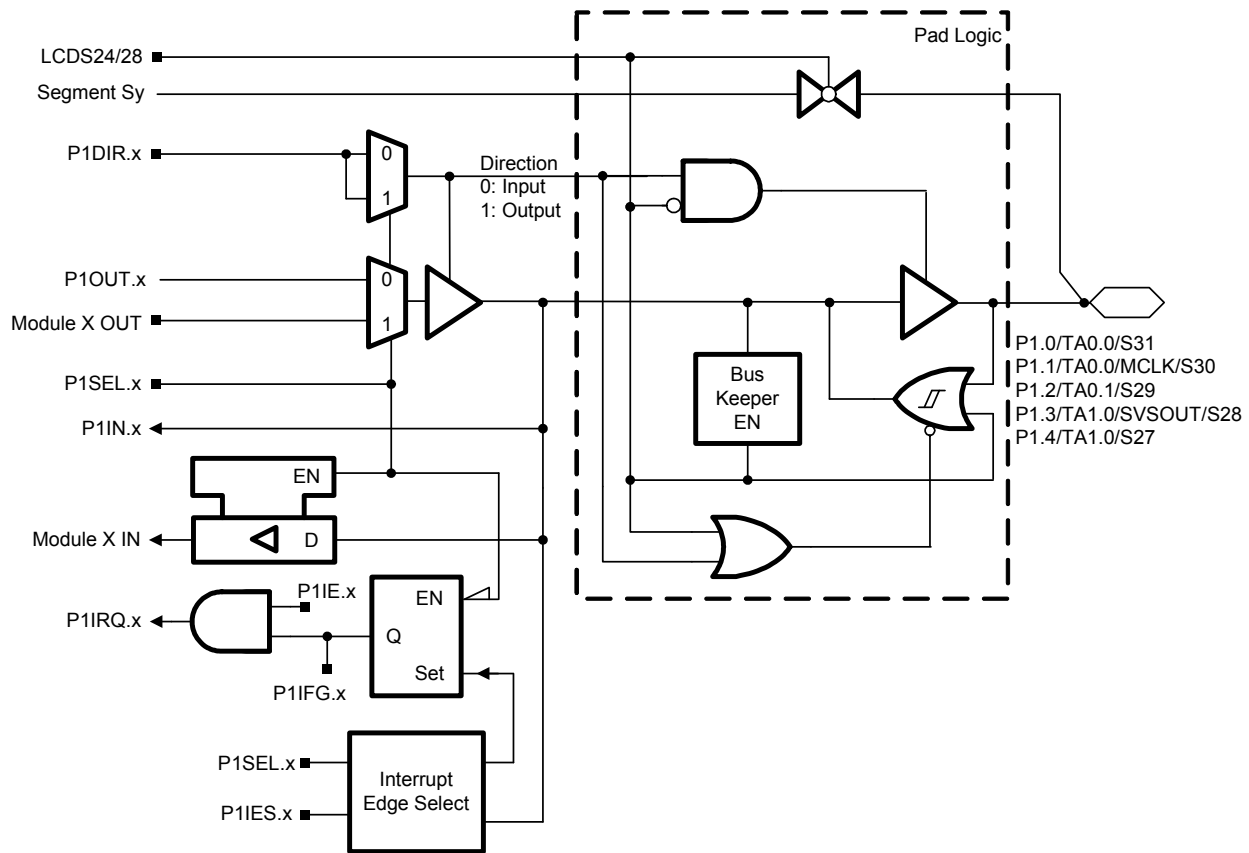 Pad Logic
LCDS24/28
Segment Sy
P1DIR.x
0
1
Direction
0: Input
1: Output
P1OUT.x
0
Module X OUT
1
P1SEL.x
P1IN.x
Bus
Keeper
EN
P1.0/TA0.0/S31
P1.1/TA0.0/MCLK/S30
P1.2/TA0.1/S29
P1.3/TA1.0/SVSOUT/S28
P1.4/TA1.0/S27
EN
Module X IN
D
P1IE.x
EN
P1IRQ.x
Q
Set
P1IFG.x
P1SEL.x
P1IES.x
Interrupt
Edge Select